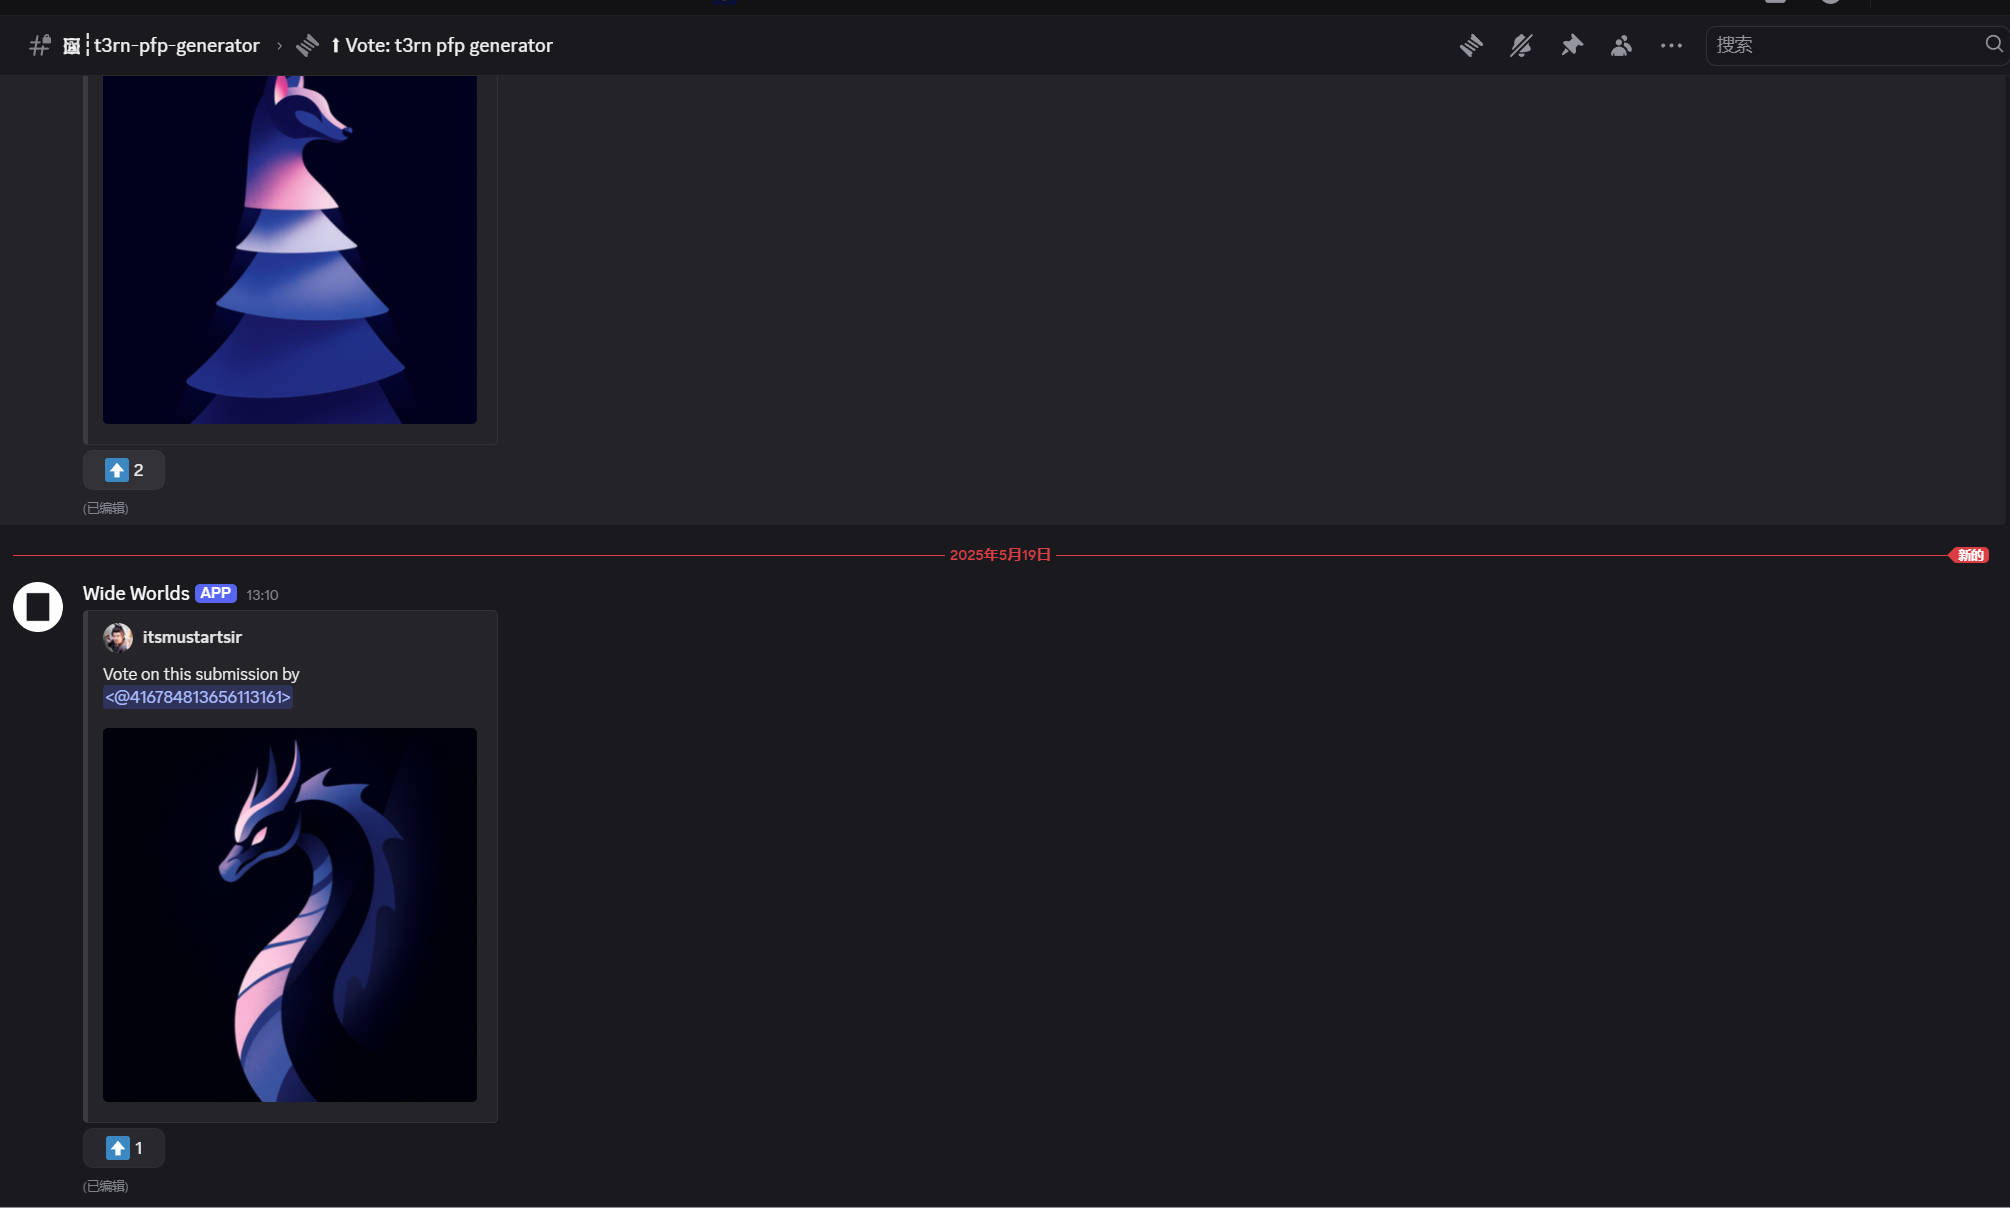 t3rn-pfp-generator › Vote: t3rn pfp generator
搜索
2
(已编辑)
2025年5月19日
新的
Wide Worlds APP 13:10
itsmustartsir
Vote on this submission by
<@416784813656113161>
1
(已编辑)